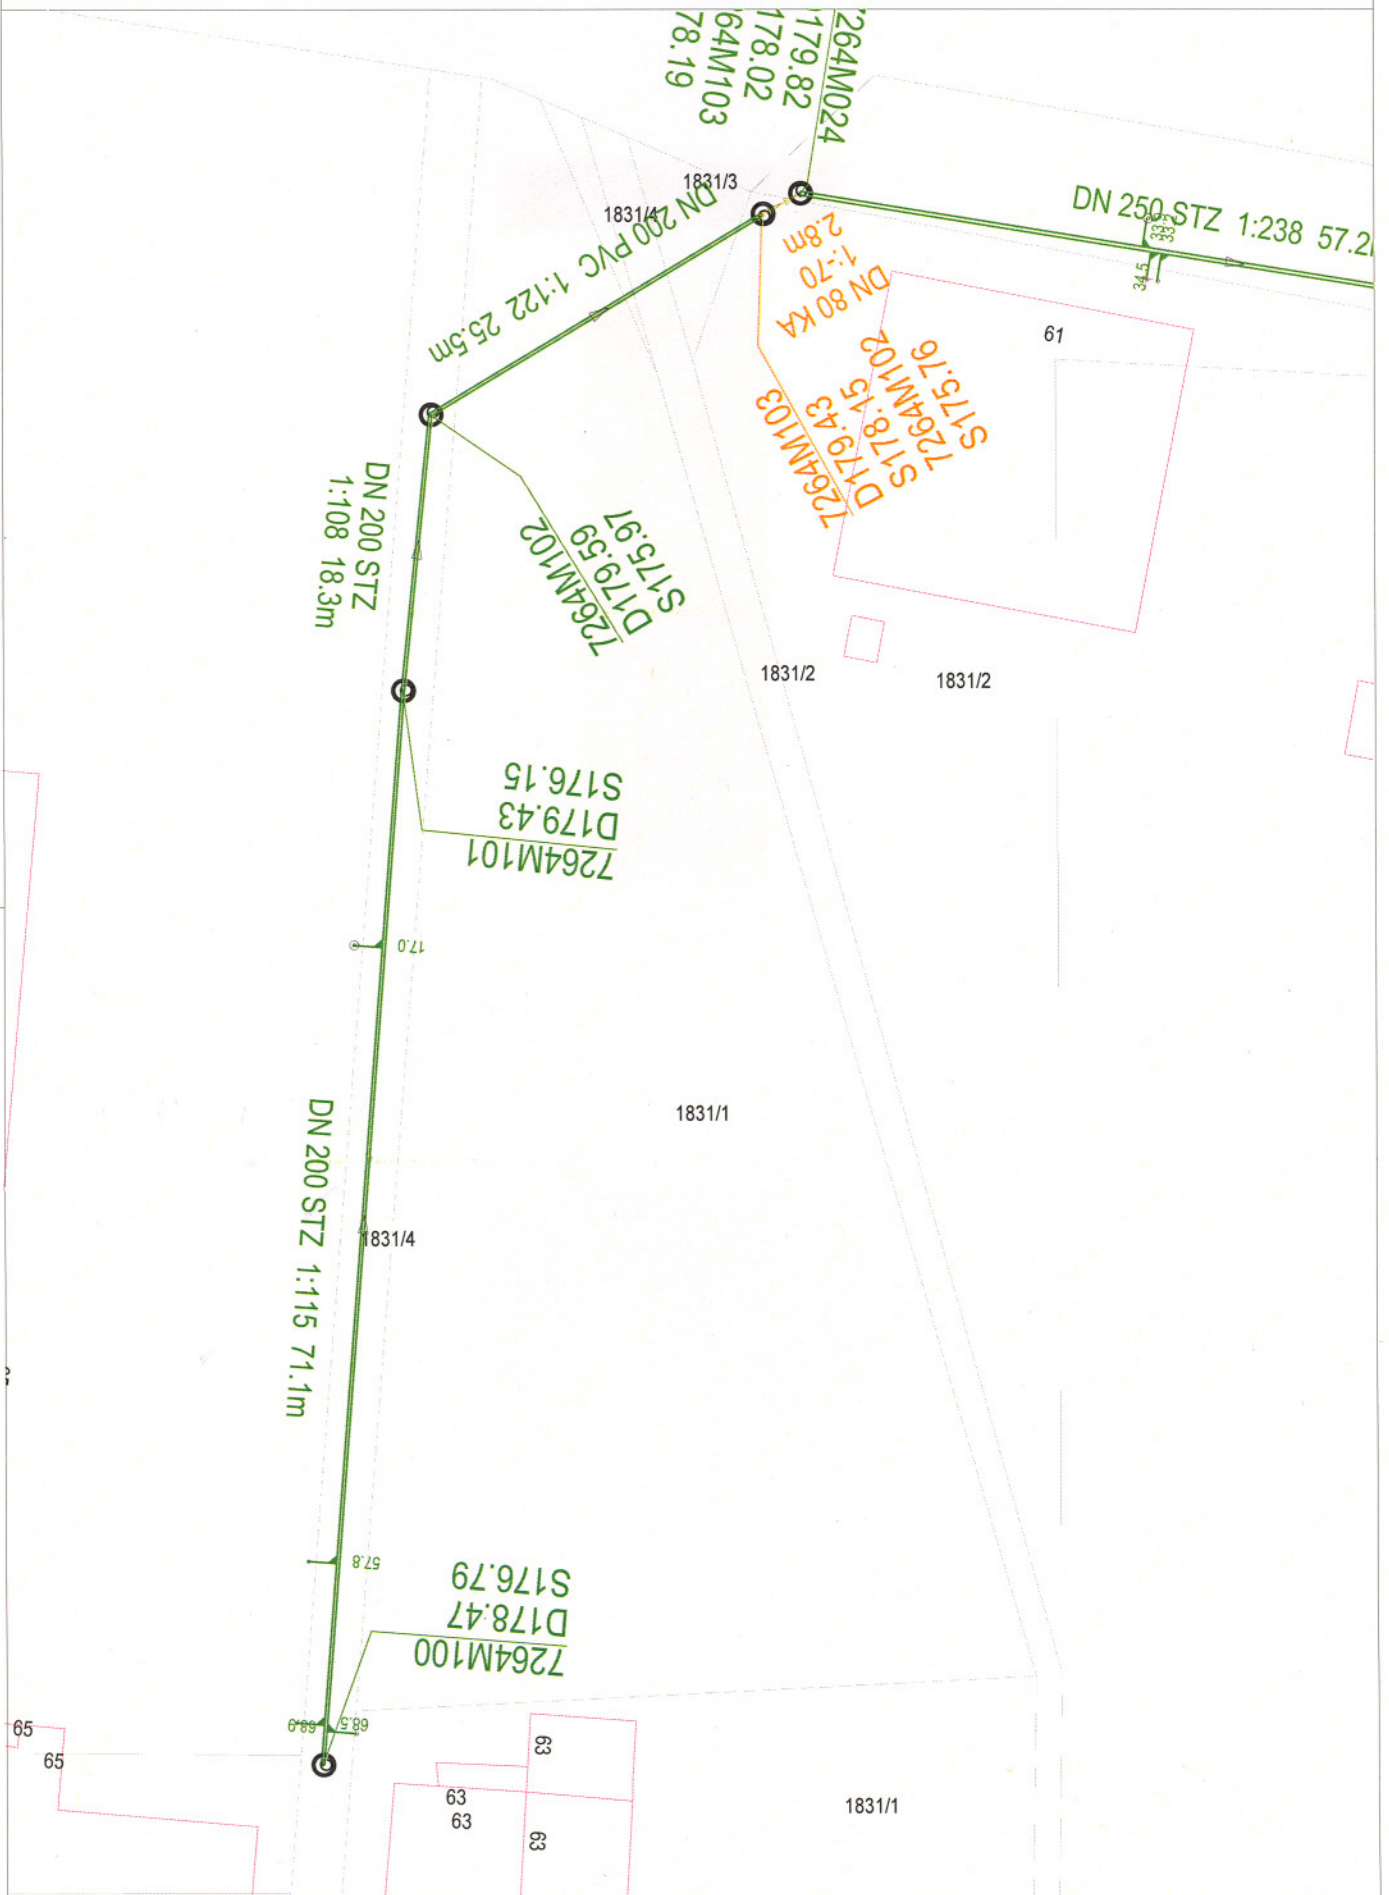 7264M024
179.82
178.02
64M103
78.19
1831/3
1831/4
DN 200 PVC 1:122 25.5m
DN 250 STZ 1:238 57.2
34.5
2.8m
1:-70
DN 80 KA
61
7264M103
D179.43
S178.15
7264M102
S175.76
7264M102
D179.59
S175.97
DN 200 STZ
1:108 18.3m
1831/2
1831/2
7264M101
D179.43
S176.15
17.0
1831/1
DN 200 STZ 1:115 71.1m
1831/4
57.8
7264M100
D178.47
S176.79
68.9
68.5
65
65
63
63
63
63
1831/1